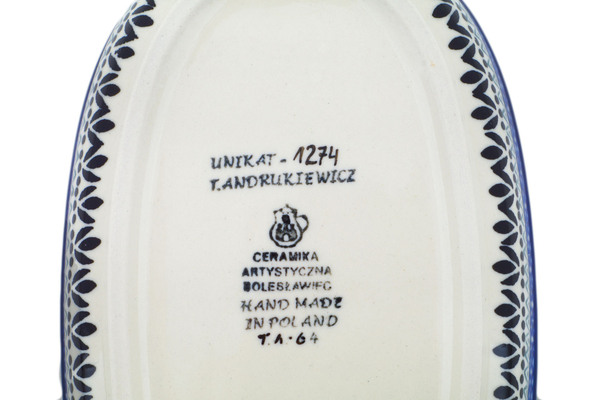 UNIKAT - 1274
T. ANDRUKIEWICZ
CERAMIKA
ARTYSTYCZNA
BOLESŁAWIEC
HAND MADE
IN POLAND
T.A-64